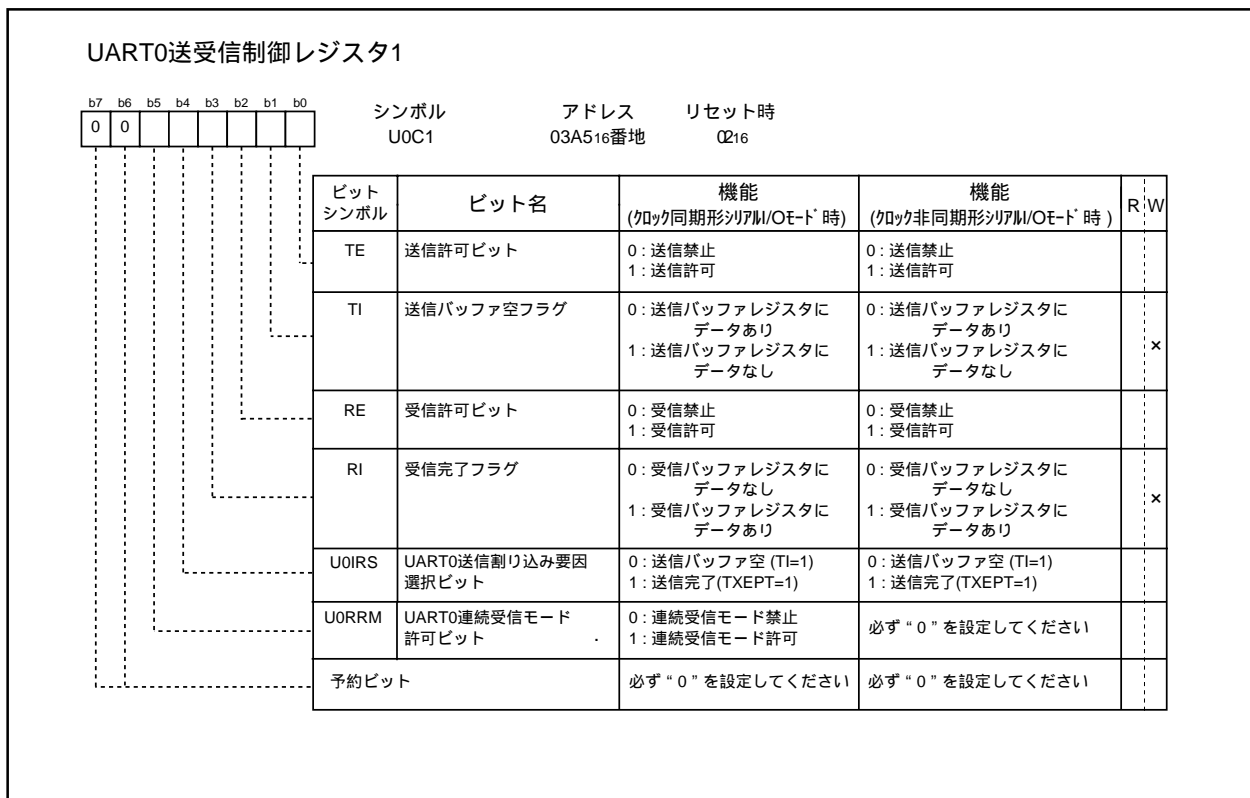 UART0送受信制御レジスタ1
b7 b6 b5 b4 b3 b2 b1 b0
0 0
シンボル アドレス リセット時
U0C1 03A516番地 0216
ビット
シンボル
ビット名
機能
(ｸﾛｯｸ同期形ｼﾘｱﾙI/Oﾓｰﾄﾞ時)
機能
(ｸﾛｯｸ非同期形ｼﾘｱﾙI/Oﾓｰﾄﾞ時)
R W
TE
送信許可ビット
0 : 送信禁止
1 : 送信許可
0 : 送信禁止
1 : 送信許可
TI
送信バッファ空フラグ
0 : 送信バッファレジスタに
データあり
1 : 送信バッファレジスタに
データなし
0 : 送信バッファレジスタに
データあり
1 : 送信バッファレジスタに
データなし
×
RE
受信許可ビット
0 : 受信禁止
1 : 受信許可
0 : 受信禁止
1 : 受信許可
RI
受信完了フラグ
0 : 受信バッファレジスタに
データなし
1 : 受信バッファレジスタに
データあり
0 : 受信バッファレジスタに
データなし
1 : 受信バッファレジスタに
データあり
×
U0IRS
UART0送信割り込み要因
選択ビット
0 : 送信バッファ空 (TI=1)
1 : 送信完了(TXEPT=1)
0 : 送信バッファ空 (TI=1)
1 : 送信完了(TXEPT=1)
U0RRM
UART0連続受信モード
許可ビット
0 : 連続受信モード禁止
1 : 連続受信モード許可
必ず“0”を設定してください
予約ビット
必ず“0”を設定してください
必ず“0”を設定してください